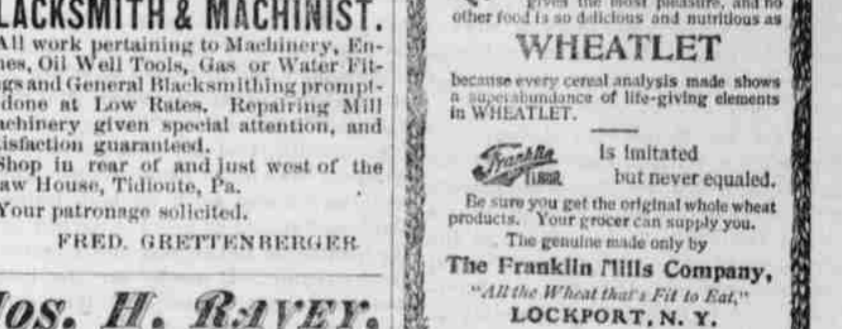 LACKSMITH & MACHINIST.
All work pertaining to Machinery, En-
nes, Oil Well Tools, Gas or Water Fit-
gs and General Blacksmithing prompt-
done at Low Rates. Repairing Mill
achinery given special attention, and
isfaction guaranteed.
Shop in rear of and just west of the
aw House, Tidioute, Pa.
Your patronage solicited.
FRED. GRETTENBERGER
JOS. H. RAVEY.
gives the most pleasure, and no
other food is so delicious and nutritious as
WHEATLET
because every cereal analysis made shows
a superabundance of life-giving elements
in WHEATLET.
Franklin Is Imitated
FLOUR but never equaled.
Be sure you get the original whole wheat
products. Your grocer can supply you.
The genuine made only by
The Franklin Mills Company,
"All the Wheat that's Fit to Eat,"
LOCKPORT, N. Y.